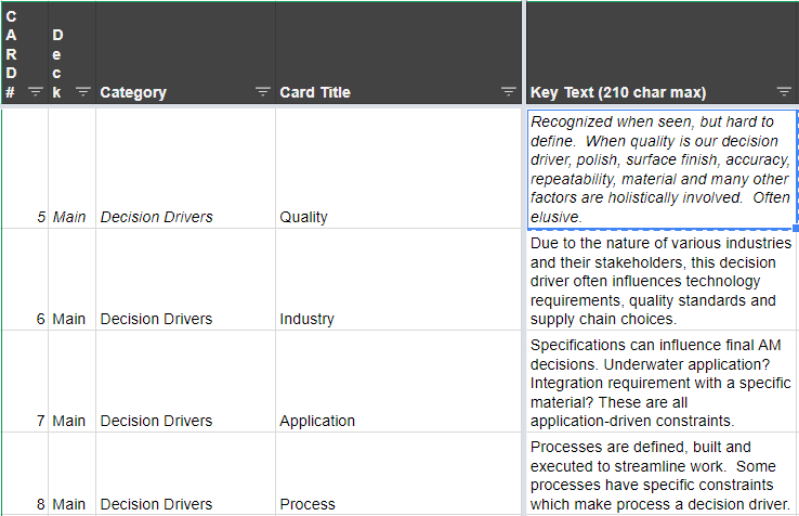 CARD# Deck Category Card Title Key Text (210 char max)
Recognized when seen, but hard to
define.  When quality is our decision
driver, polish, surface finish, accuracy,
repeatability, material and many other
factors are holistically involved.  Often
5 Main Decision Drivers Quality elusive.
Due to the nature of various industries
and their stakeholders, this decision
driver often influences technology
requirements, quality standards and
6 Main Decision Drivers Industry supply chain choices.
Specifications can influence final AM
decisions. Underwater application?
Integration requirement with a specific
material? These are all
7 Main Decision Drivers Application application-driven constraints.
Processes are defined, built and
executed to streamline work.  Some
processes have specific constraints
8 Main Decision Drivers Process which make process a decision driver.